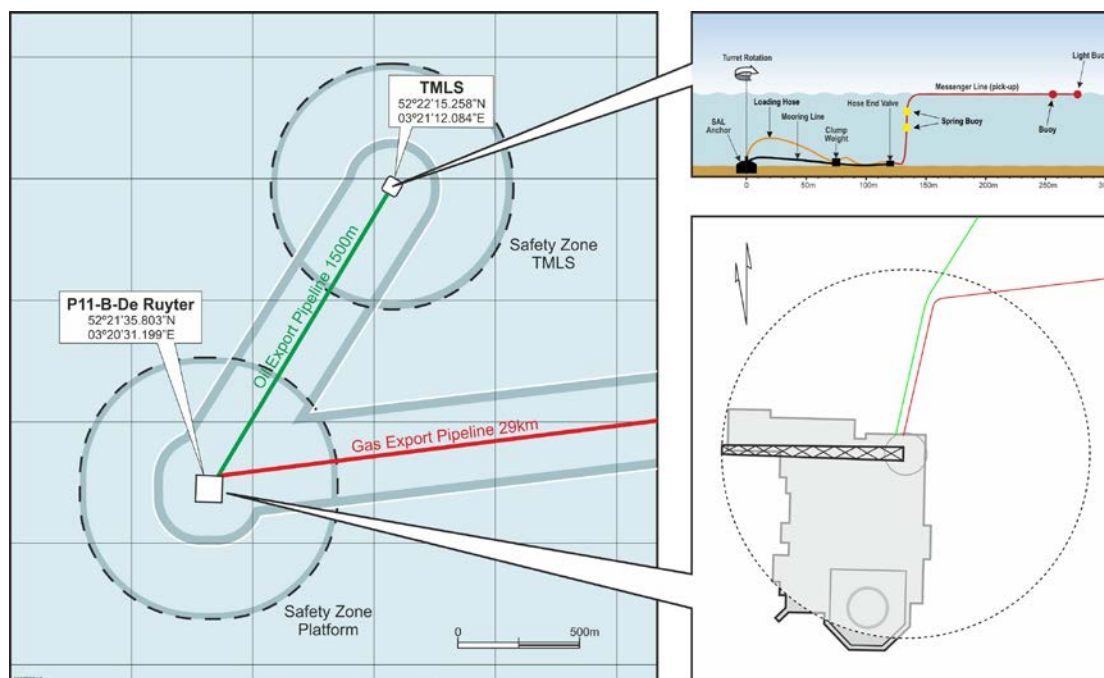 TMLS
52º22'15.258"N
03º21'12.084"E
Safety Zone
TMLS
Oil Export Pipeline 1500m
P11-B-De Ruyter
52º21'35.803"N
03º20'31.199"E
Gas Export Pipeline 29km
Safety Zone
Platform
0 500m
Turret Rotation
Light Buo
Messenger Line (pick-up)
Loading Hose
Hose End Valve
Mooring Line
Buoy
Spring Buoy
SAL
Anchor
Clump
Weight
0 50m 100m 150m 200m 250m 30